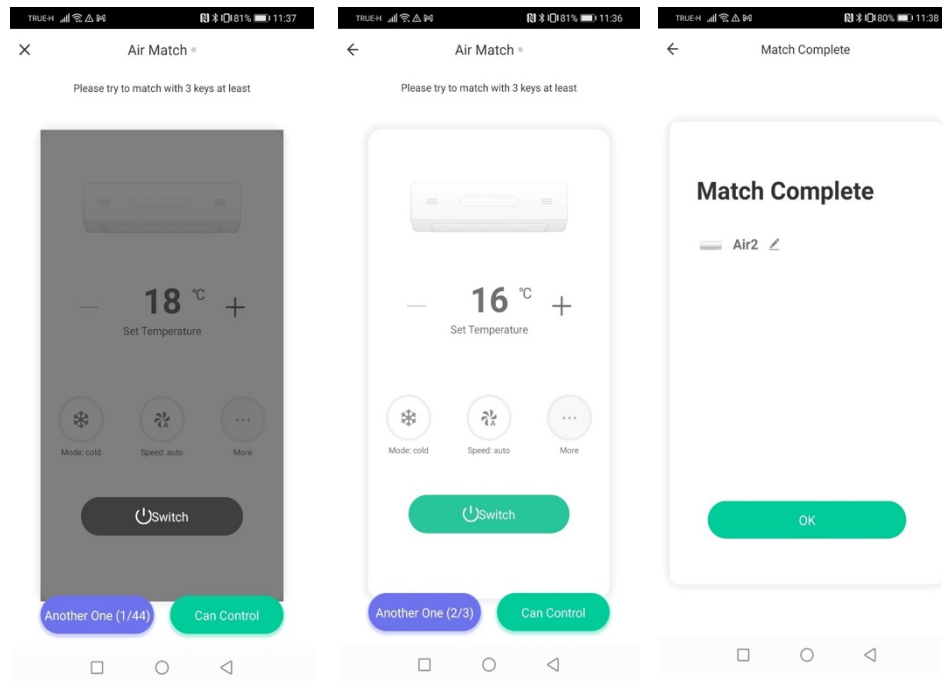 TRUE-H 81% 11:37
Air Match
Please try to match with 3 keys at least
18 °C
Set Temperature
A
Mode: cold Speed: auto More
Switch
Another One (1/44) Can Control
TRUE-H 81% 11:36
Air Match
Please try to match with 3 keys at least
16 °C
Set Temperature
A
Mode: cold Speed: auto More
Switch
Another One (2/3) Can Control
TRUE-H 80% 11:38
Match Complete
Match Complete
Air2
OK